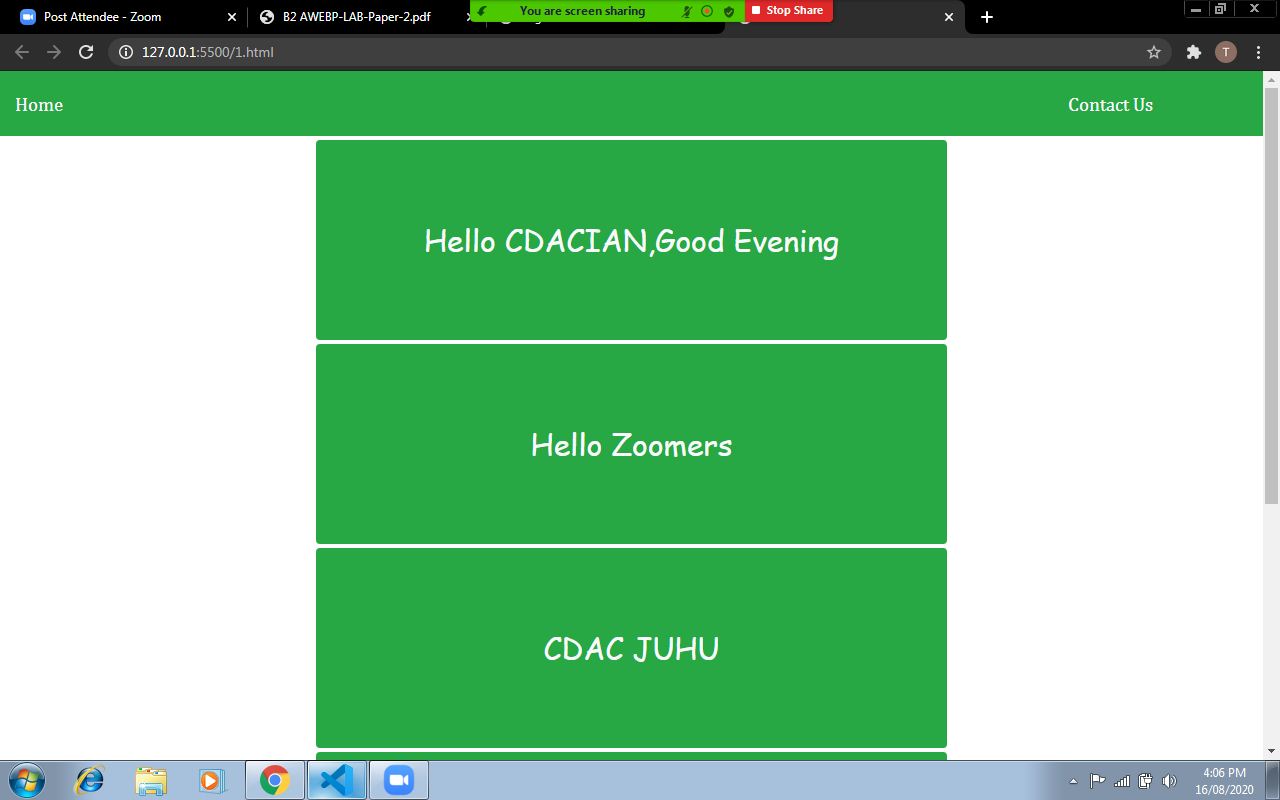 Post Attendee - Zoom
B2 AWEBP-LAB-Paper-2.pdf
You are screen sharing
Stop Share
127.0.0.1:5500/1.html
T
Home
Contact Us
Hello CDACIAN,Good Evening
Hello Zoomers
CDAC JUHU
4:06 PM
16/08/2020